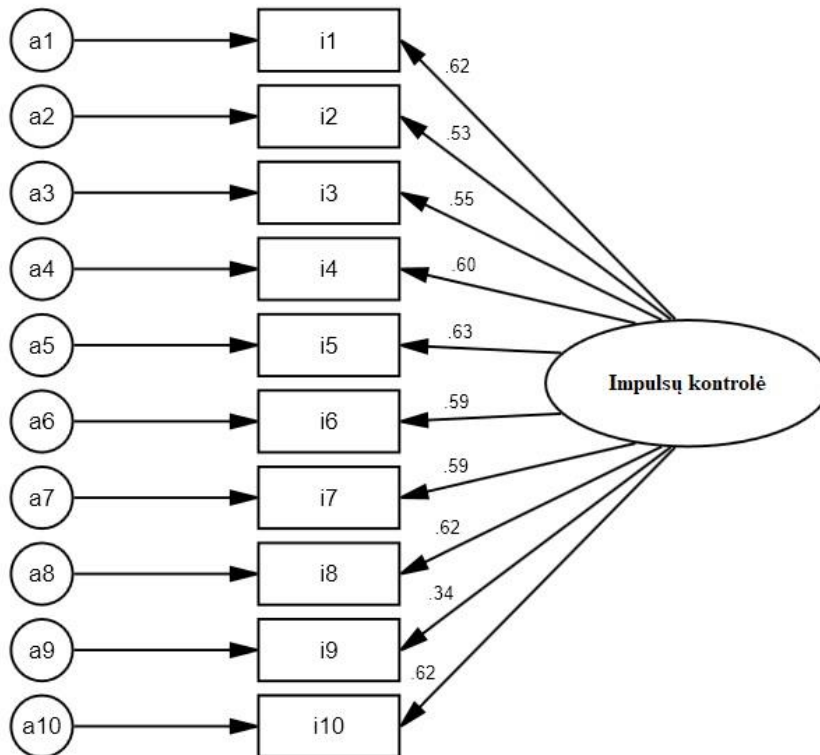 a1 i1
.62
a2 i2
.53
a3 i3
.55
a4 i4
.60
a5 i5
.63
Impulsų kontrolė
a6 i6
.59
a7 i7
.59
a8 i8
.62
a9 i9
.34
a10 i10
.62